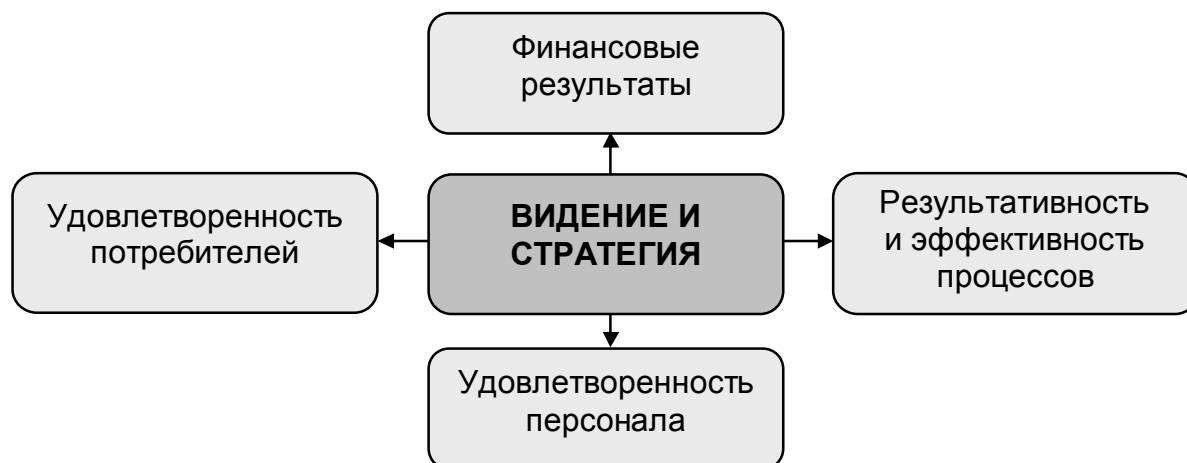 Финансовые
результаты
Удовлетворенность
потребителей
ВИДЕНИЕ И
СТРАТЕГИЯ
Результативность
и эффективность
процессов
Удовлетворенность
персонала